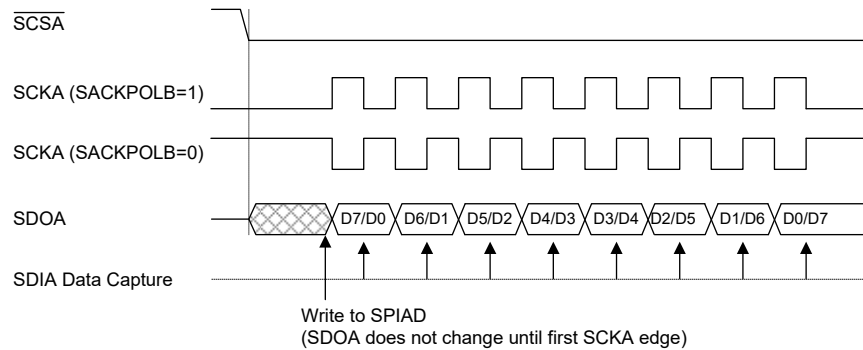 SCSA
SCKA (SACKPOLB=1)
SCKA (SACKPOLB=0)
SDOA D7/D0 D6/D1 D5/D2 D4/D3 D3/D4 D2/D5 D1/D6 D0/D7
SDIA Data Capture
Write to SPIAD
(SDOA does not change until first SCKA edge)